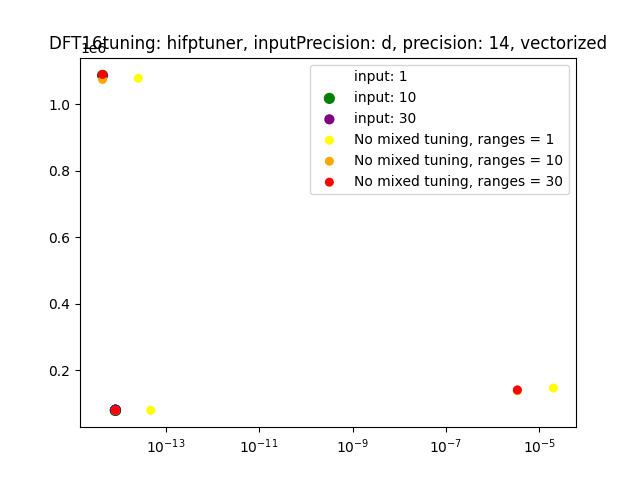 DFT16tuning: hifptuner, inputPrecision: d, precision: 14, vectorized
1e6
input: 1
input: 10
input: 30
No mixed tuning, ranges = 1
No mixed tuning, ranges = 10
No mixed tuning, ranges = 30
1.0
0.8
0.6
0.4
0.2
10⁻¹³ 10⁻¹¹ 10⁻⁹ 10⁻⁷ 10⁻⁵